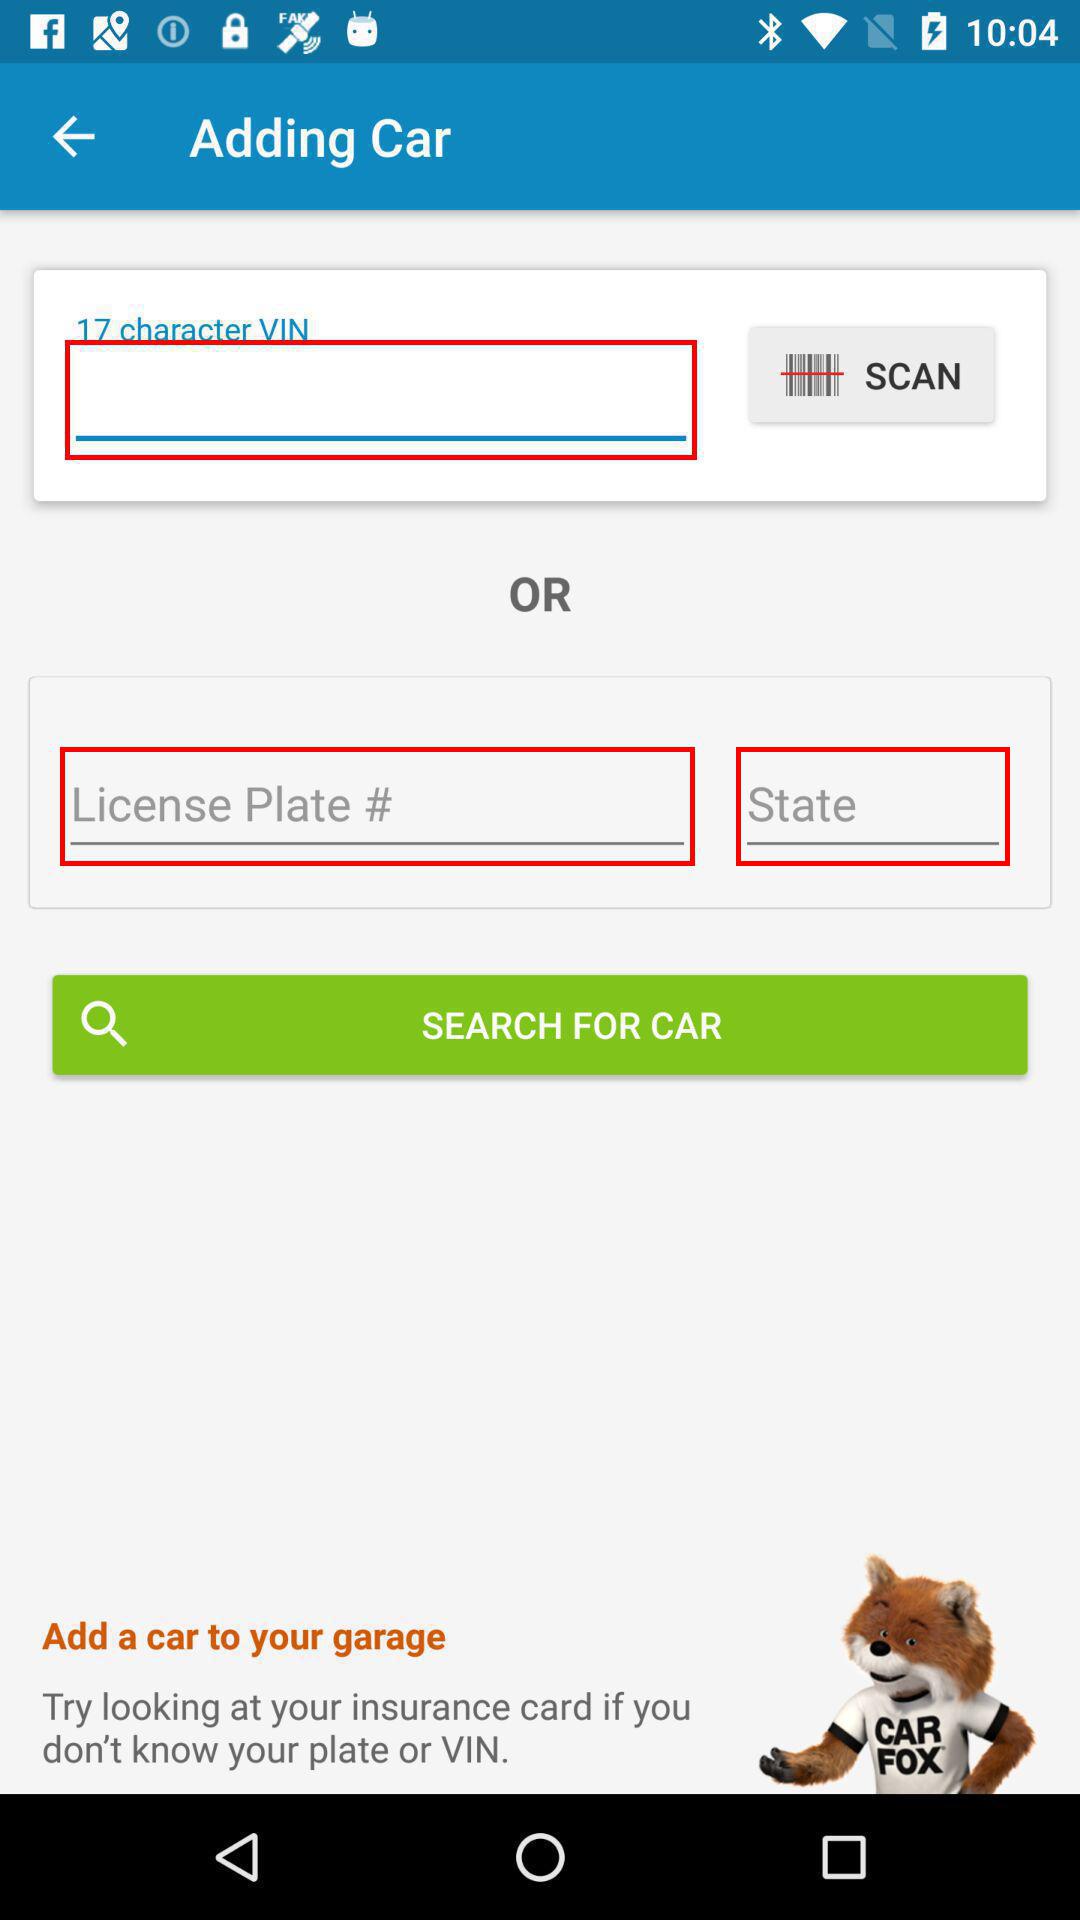 FAKE
10:04
Adding Car
17 character VIN
SCAN
OR
License Plate #
State
SEARCH FOR CAR
Add a car to your garage
Try looking at your insurance card if you
don’t know your plate or VIN.
CAR
FOX